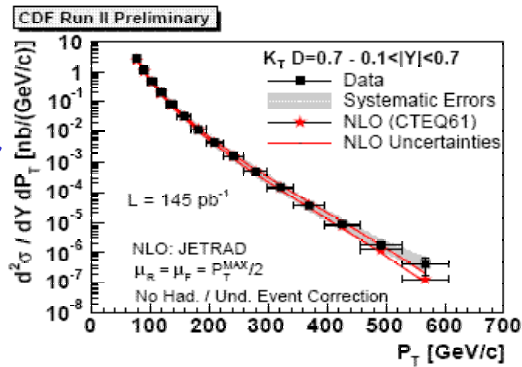 CDF Run II Preliminary
K_T D=0.7 - 0.1<|Y|<0.7
Data
Systematic Errors
NLO (CTEQ61)
NLO Uncertainties
L = 145 pb⁻¹
NLO: JETRAD
μ_R = μ_F = P_T^MAX/2
No Had. / Und. Event Correction
d²σ / dY dP_T [nb/(GeV/c)]
10
1
10⁻¹
10⁻²
10⁻³
10⁻⁴
10⁻⁵
10⁻⁶
10⁻⁷
10⁻⁸
0 100 200 300 400 500 600 700
P_T [GeV/c]